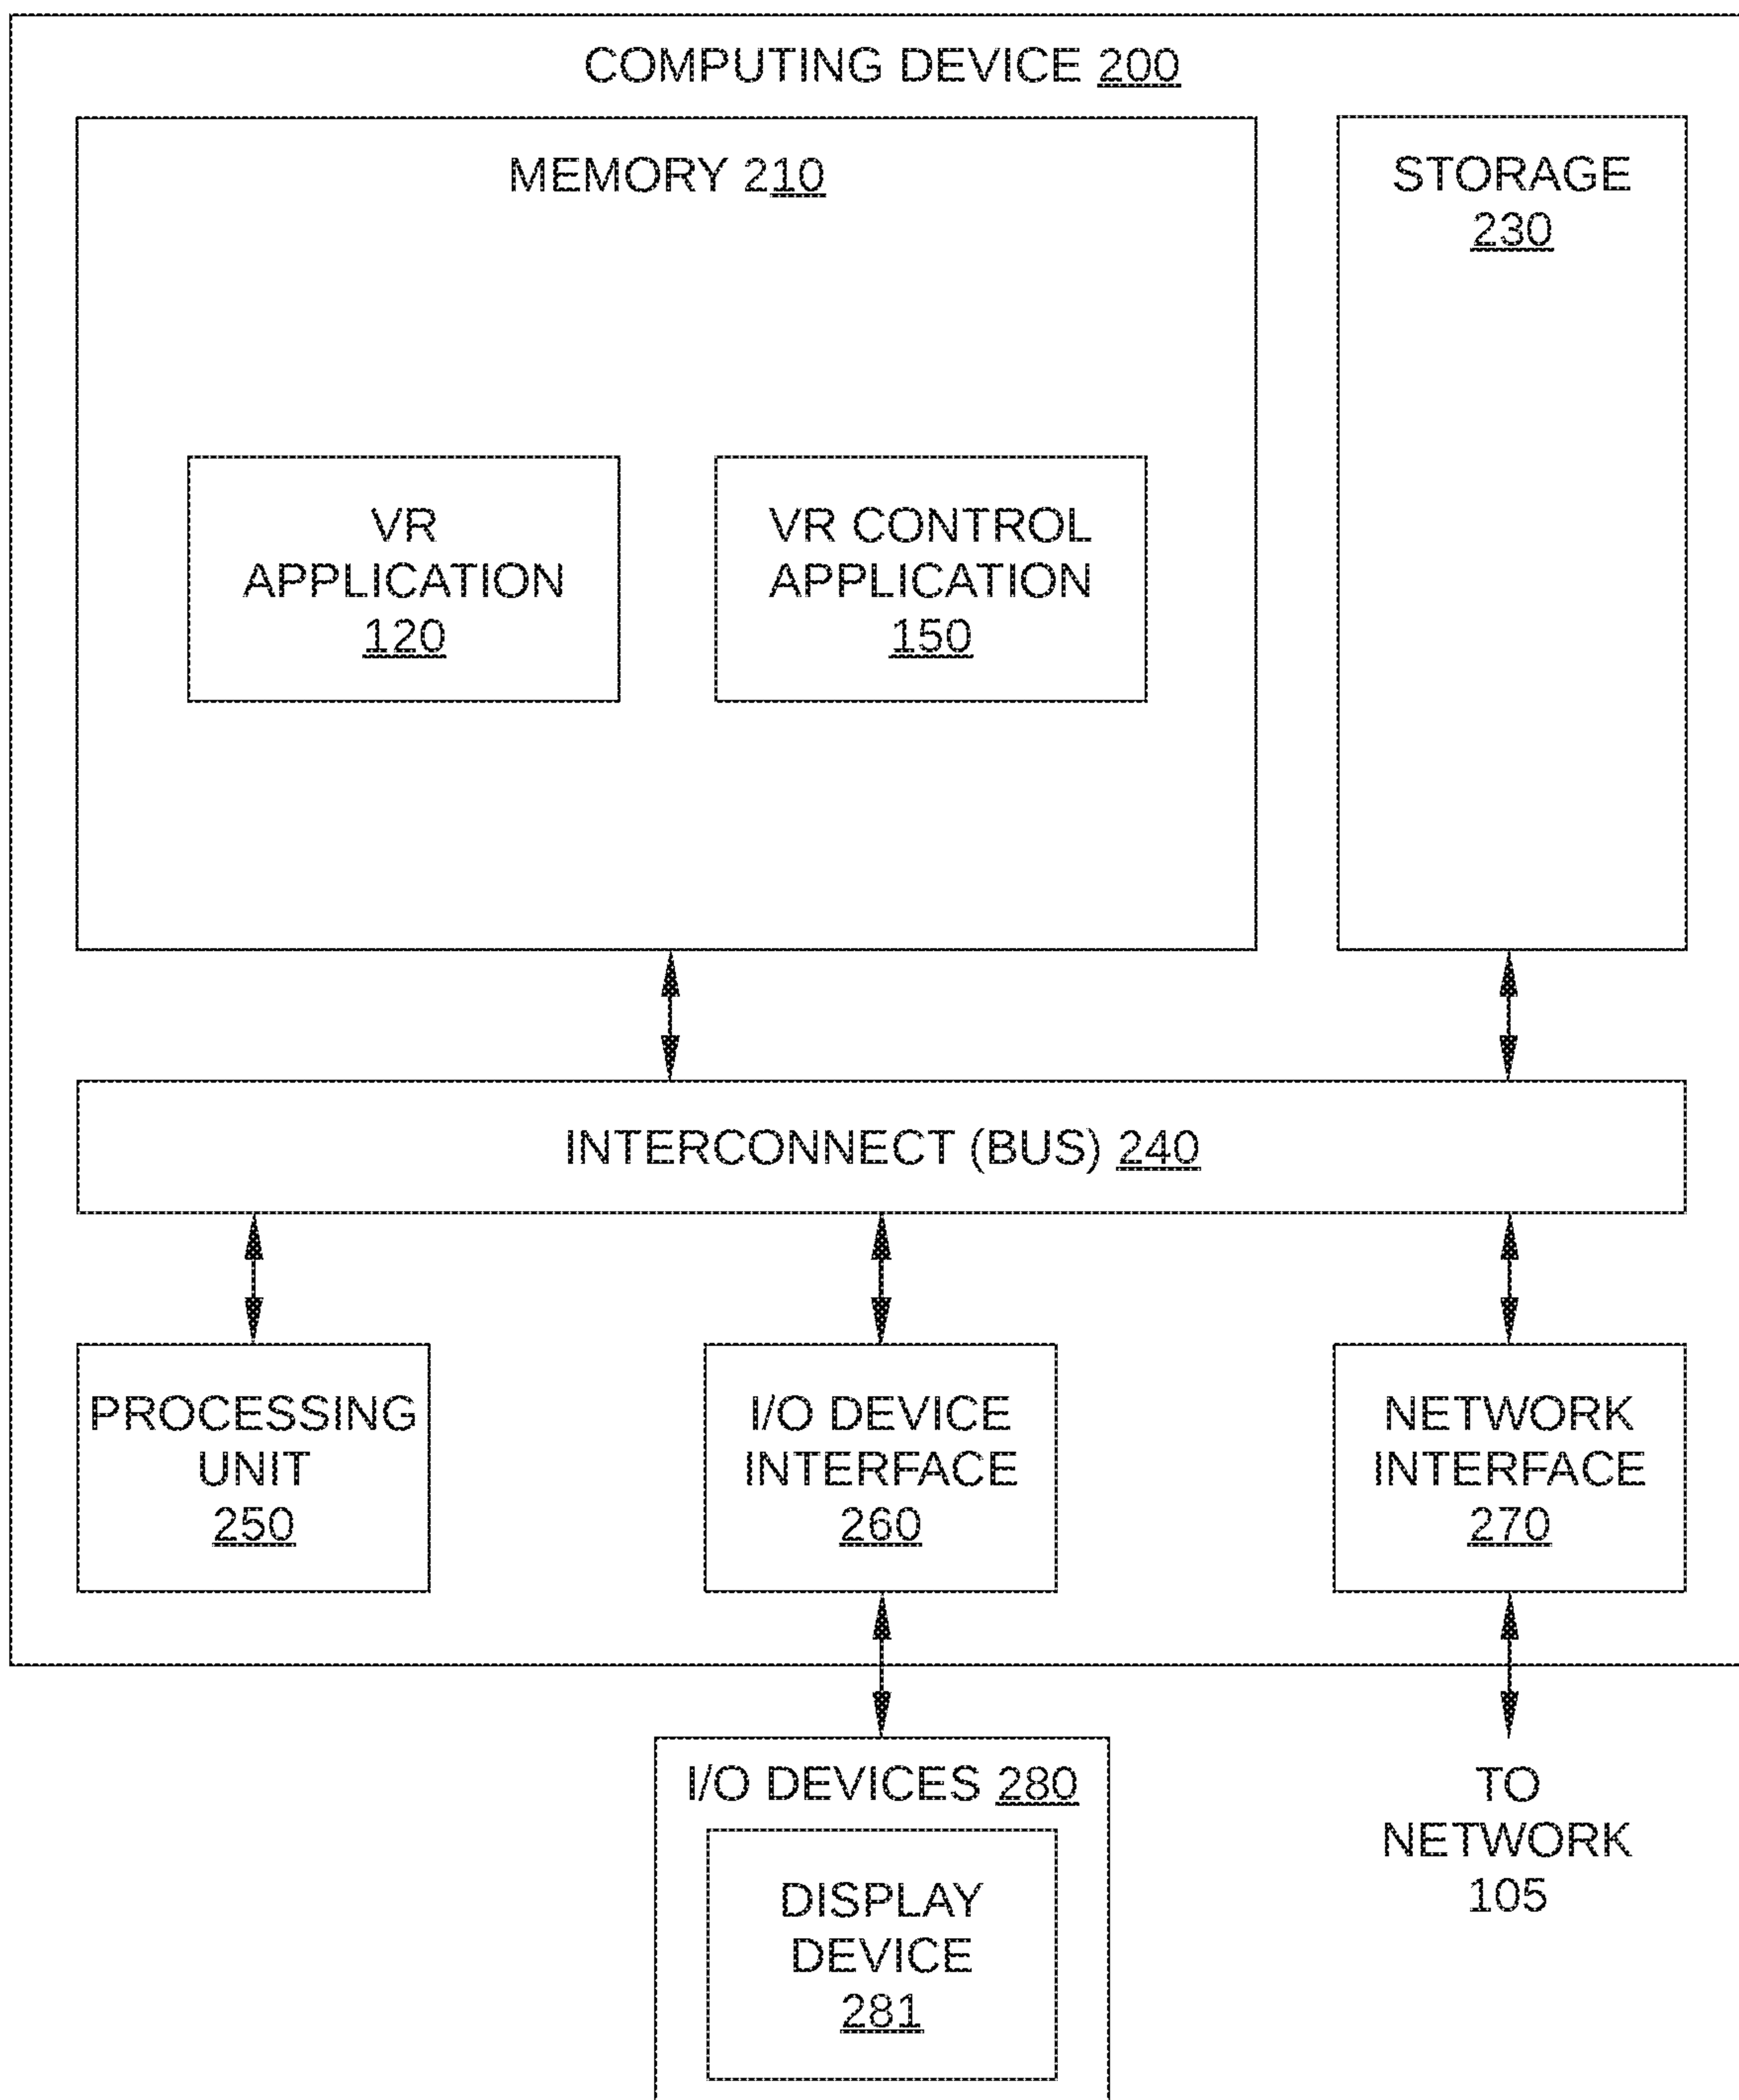 COMPUTING DEVICE 200
MEMORY 210
STORAGE
230
VR
APPLICATION
120
VR CONTROL
APPLICATION
150
INTERCONNECT (BUS) 240
PROCESSING
UNIT
250
I/O DEVICE
INTERFACE
260
NETWORK
INTERFACE
270
I/O DEVICES 280
DISPLAY
DEVICE
281
TO
NETWORK
105